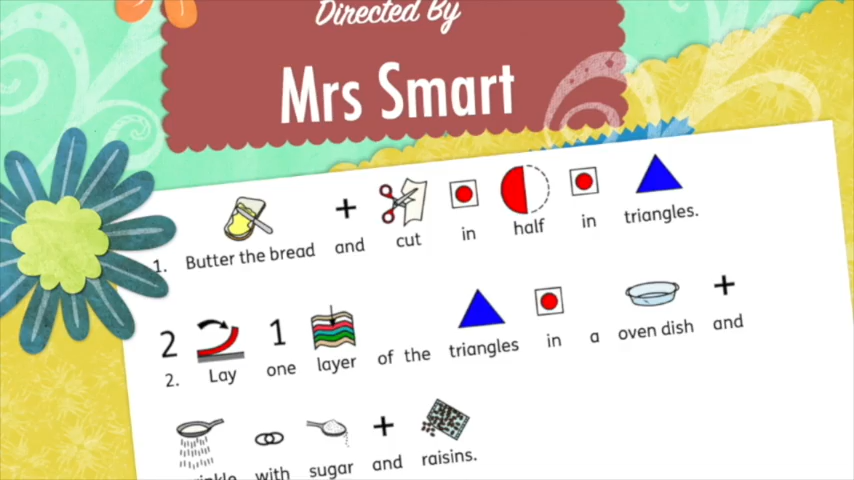 Directed By
Mrs Smart
1. Butter the bread and cut in half in triangles.
2 1
2. Lay one layer of the triangles in a oven dish and
with sugar and raisins.